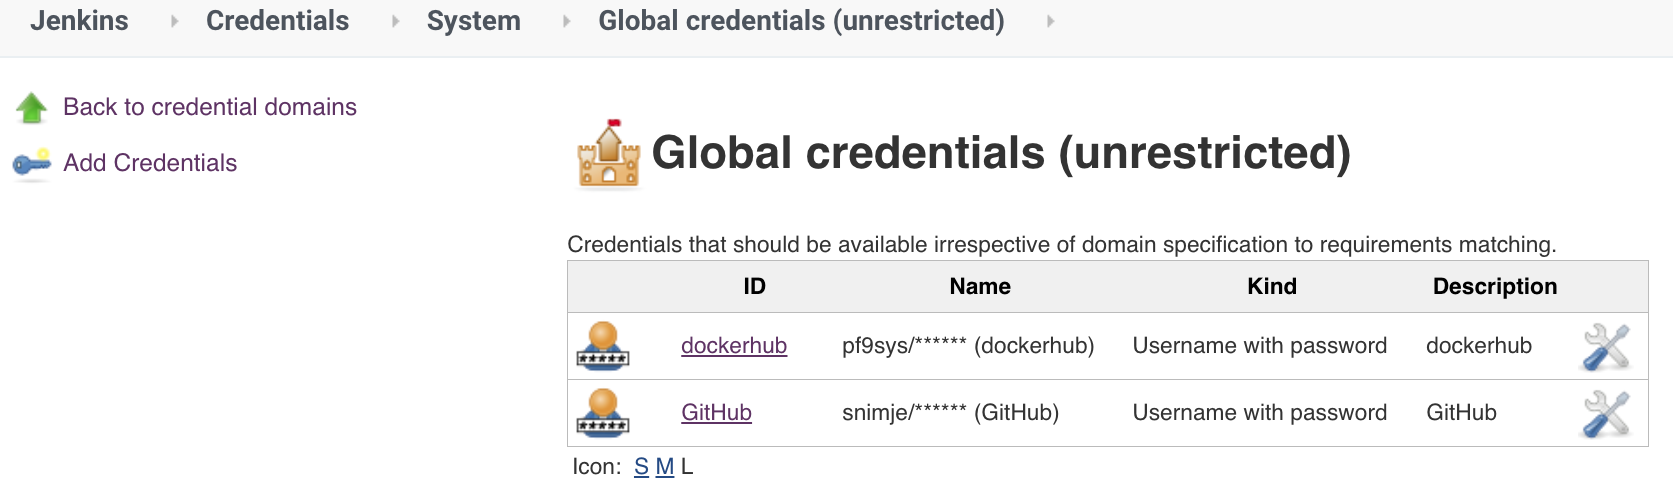 Jenkins Credentials System Global credentials (unrestricted)
Back to credential domains
Add Credentials
Global credentials (unrestricted)
Credentials that should be available irrespective of domain specification to requirements matching.
ID Name Kind Description
***** dockerhub pf9sys/****** (dockerhub) Username with password dockerhub
***** GitHub snimje/****** (GitHub) Username with password GitHub
Icon: S M L